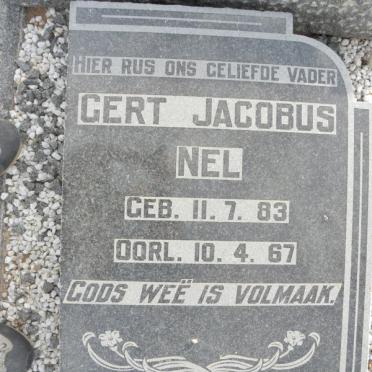 HIER RUS ONS GELIEFDE VADER
GERT JACOBUS
NEL
GEB. 11. 7. 83
OORL. 10. 4. 67
GODS WEË IS VOLMAAK.